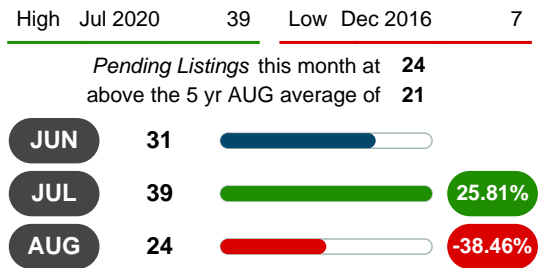 High Jul 2020 39 Low Dec 2016 7
Pending Listings this month at 24
above the 5 yr AUG average of 21
JUN 31
JUL 39 25.81%
AUG 24 -38.46%